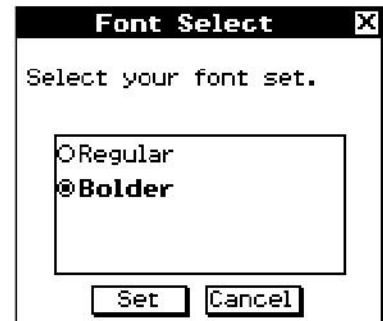 Font Select
Select your font set.
Regular
Bolder
Set Cancel